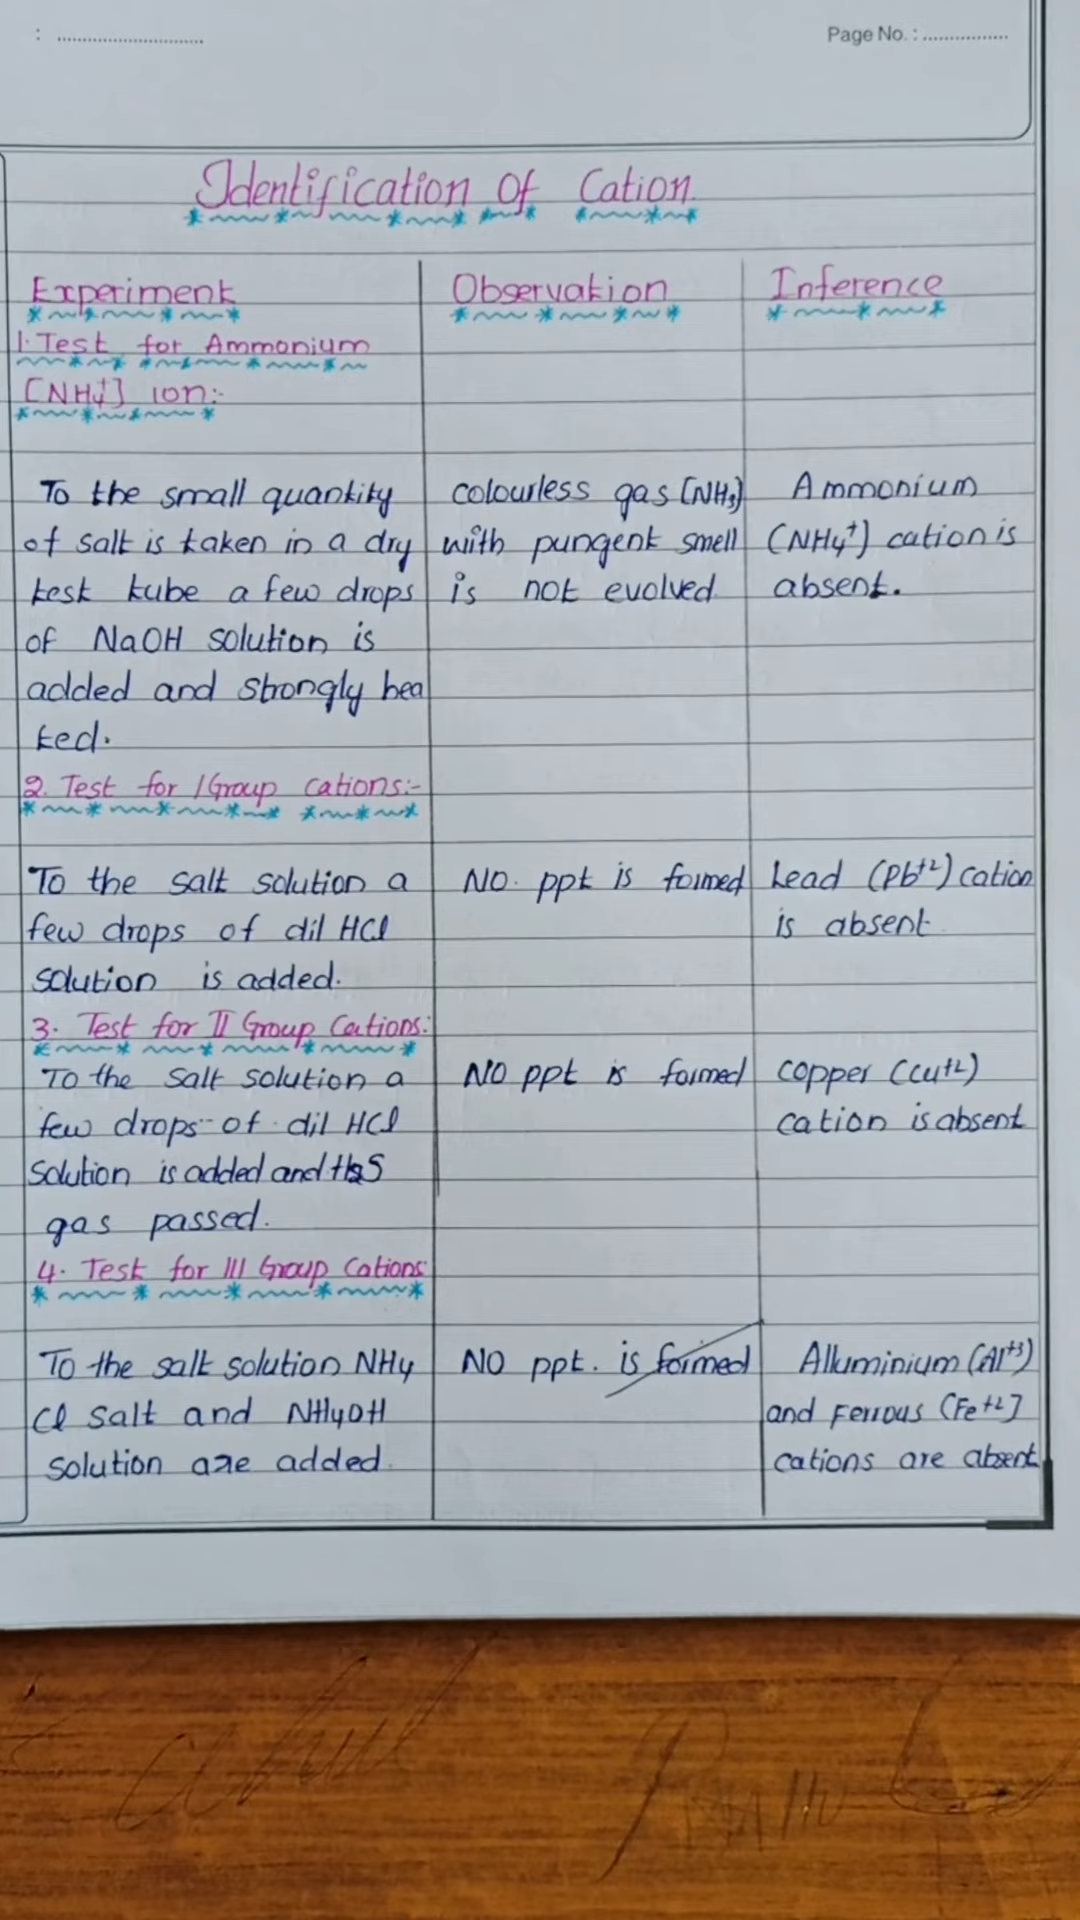 : ..............................
Page No. : ................
Identification Of Cation.
Experiment
Observation
Inference
1. Test for Ammonium
[NH4+] ion:-
To the small quantity
of salt is taken in a dry
test tube a few drops
of NaOH solution is
added and strongly hea
ted.
colourless gas [NH3]
with pungent smell
is not evolved
Ammonium
(NH4+) cation is
absent.
2. Test for I Group cations:-
To the salt solution a
few drops of dil HCl
solution is added.
NO. ppt is formed
Lead (Pb+2) cation
is absent
3. Test for II Group Cations:
To the salt solution a
few drops of dil HCl
solution is added and H2S
gas passed.
NO ppt is formed
copper (cu+2)
cation is absent
4. Test for III Group Cations
To the salt solution NH4
Cl salt and NH4OH
solution are added.
NO ppt. is formed
Alluminium (Al+3)
and Ferrous (Fe+2]
cations are absent